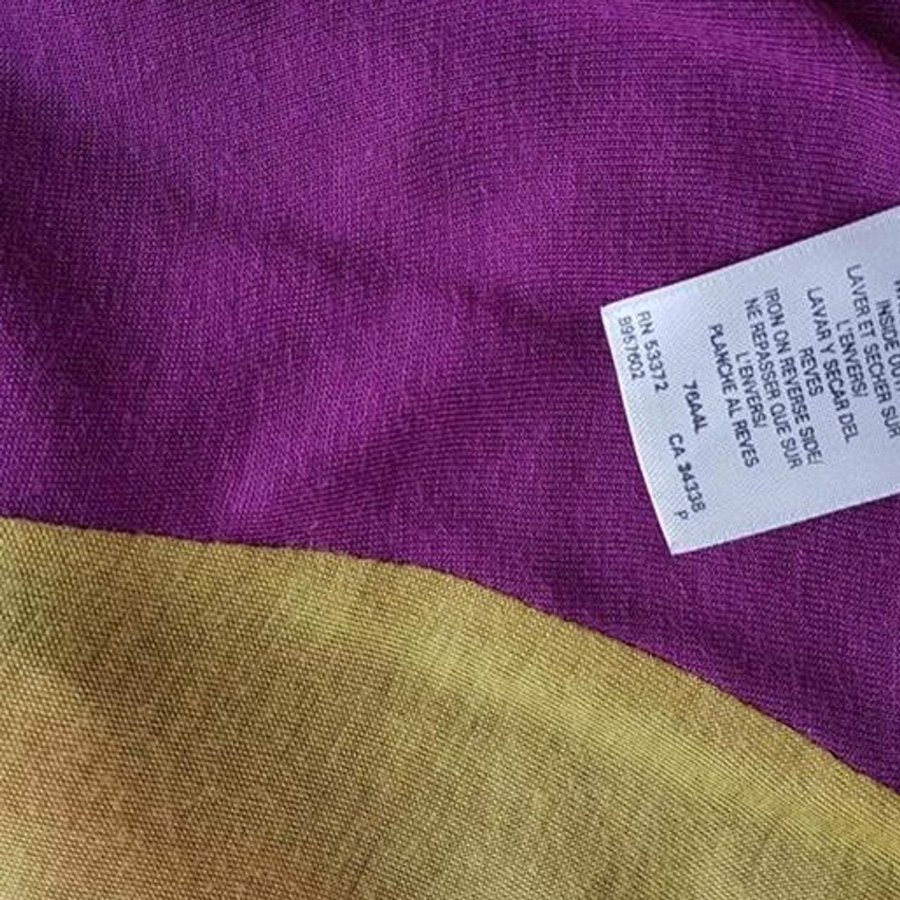 INSIDE OUT/
LAVER ET SECHER SUR
L'ENVERS/
LAVAR Y SECAR DEL
REVES
IRON ON REVERSE SIDE/
NE REPASSER QUE SUR
L'ENVERS/
PLANCHE AL REVES
76A4L
RN 53372 CA 34338
B957602 P